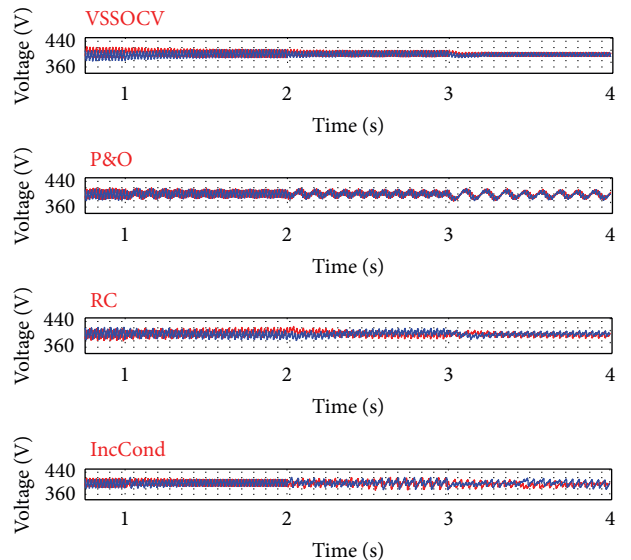 VSSOCV
Voltage (V)
440
360
1 2 3 4
Time (s)
P&O
Voltage (V)
440
360
1 2 3 4
Time (s)
RC
Voltage (V)
440
360
1 2 3 4
Time (s)
IncCond
Voltage (V)
440
360
1 2 3 4
Time (s)